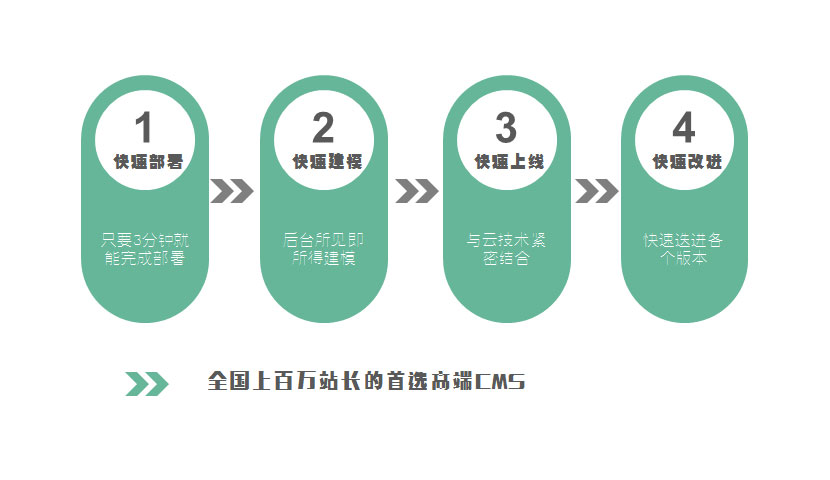 1
快速部署
只要3分钟就
能完成部署
2
快速建模
后台所见即
所得建模
3
快速上线
与云技术紧
密结合
4
快速改进
快速迭进各
个版本
全国上百万站长的首选高端CMS